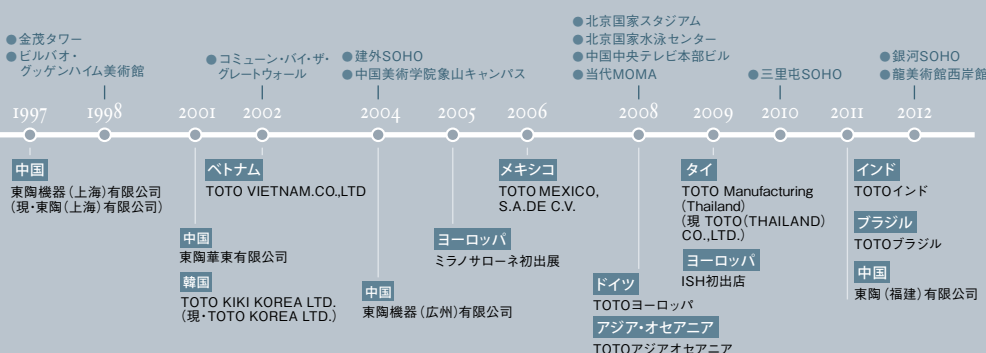 ●金茂タワー
●ビルバオ・
グッゲンハイム美術館
●コミューン・バイ・ザ・
グレートウォール
●建外SOHO
●中国美術学院象山キャンパス
●北京国家スタジアム
●北京国家水泳センター
●中国中央テレビ本部ビル
●当代MOMA
●三里屯SOHO
●銀河SOHO
●龍美術館西岸館
1997 1998 2001 2002 2004 2005 2006 2008 2009 2010 2011 2012
中国
東陶機器(上海)有限公司
(現・東陶(上海)有限公司)
中国
東陶華東有限公司
韓国
TOTO KIKI KOREA LTD.
(現・TOTO KOREA LTD.)
ベトナム
TOTO VIETNAM.CO.,LTD
中国
東陶機器(広州)有限公司
ヨーロッパ
ミラノサローネ初出展
メキシコ
TOTO MEXICO,
S.A.DE C.V.
ドイツ
TOTOヨーロッパ
アジア・オセアニア
TOTOアジアオセアニア
タイ
TOTO Manufacturing
(Thailand)
(現 TOTO(THAILAND)
CO.,LTD.)
ヨーロッパ
ISH初出店
インド
TOTOインド
ブラジル
TOTOブラジル
中国
東陶(福建)有限公司